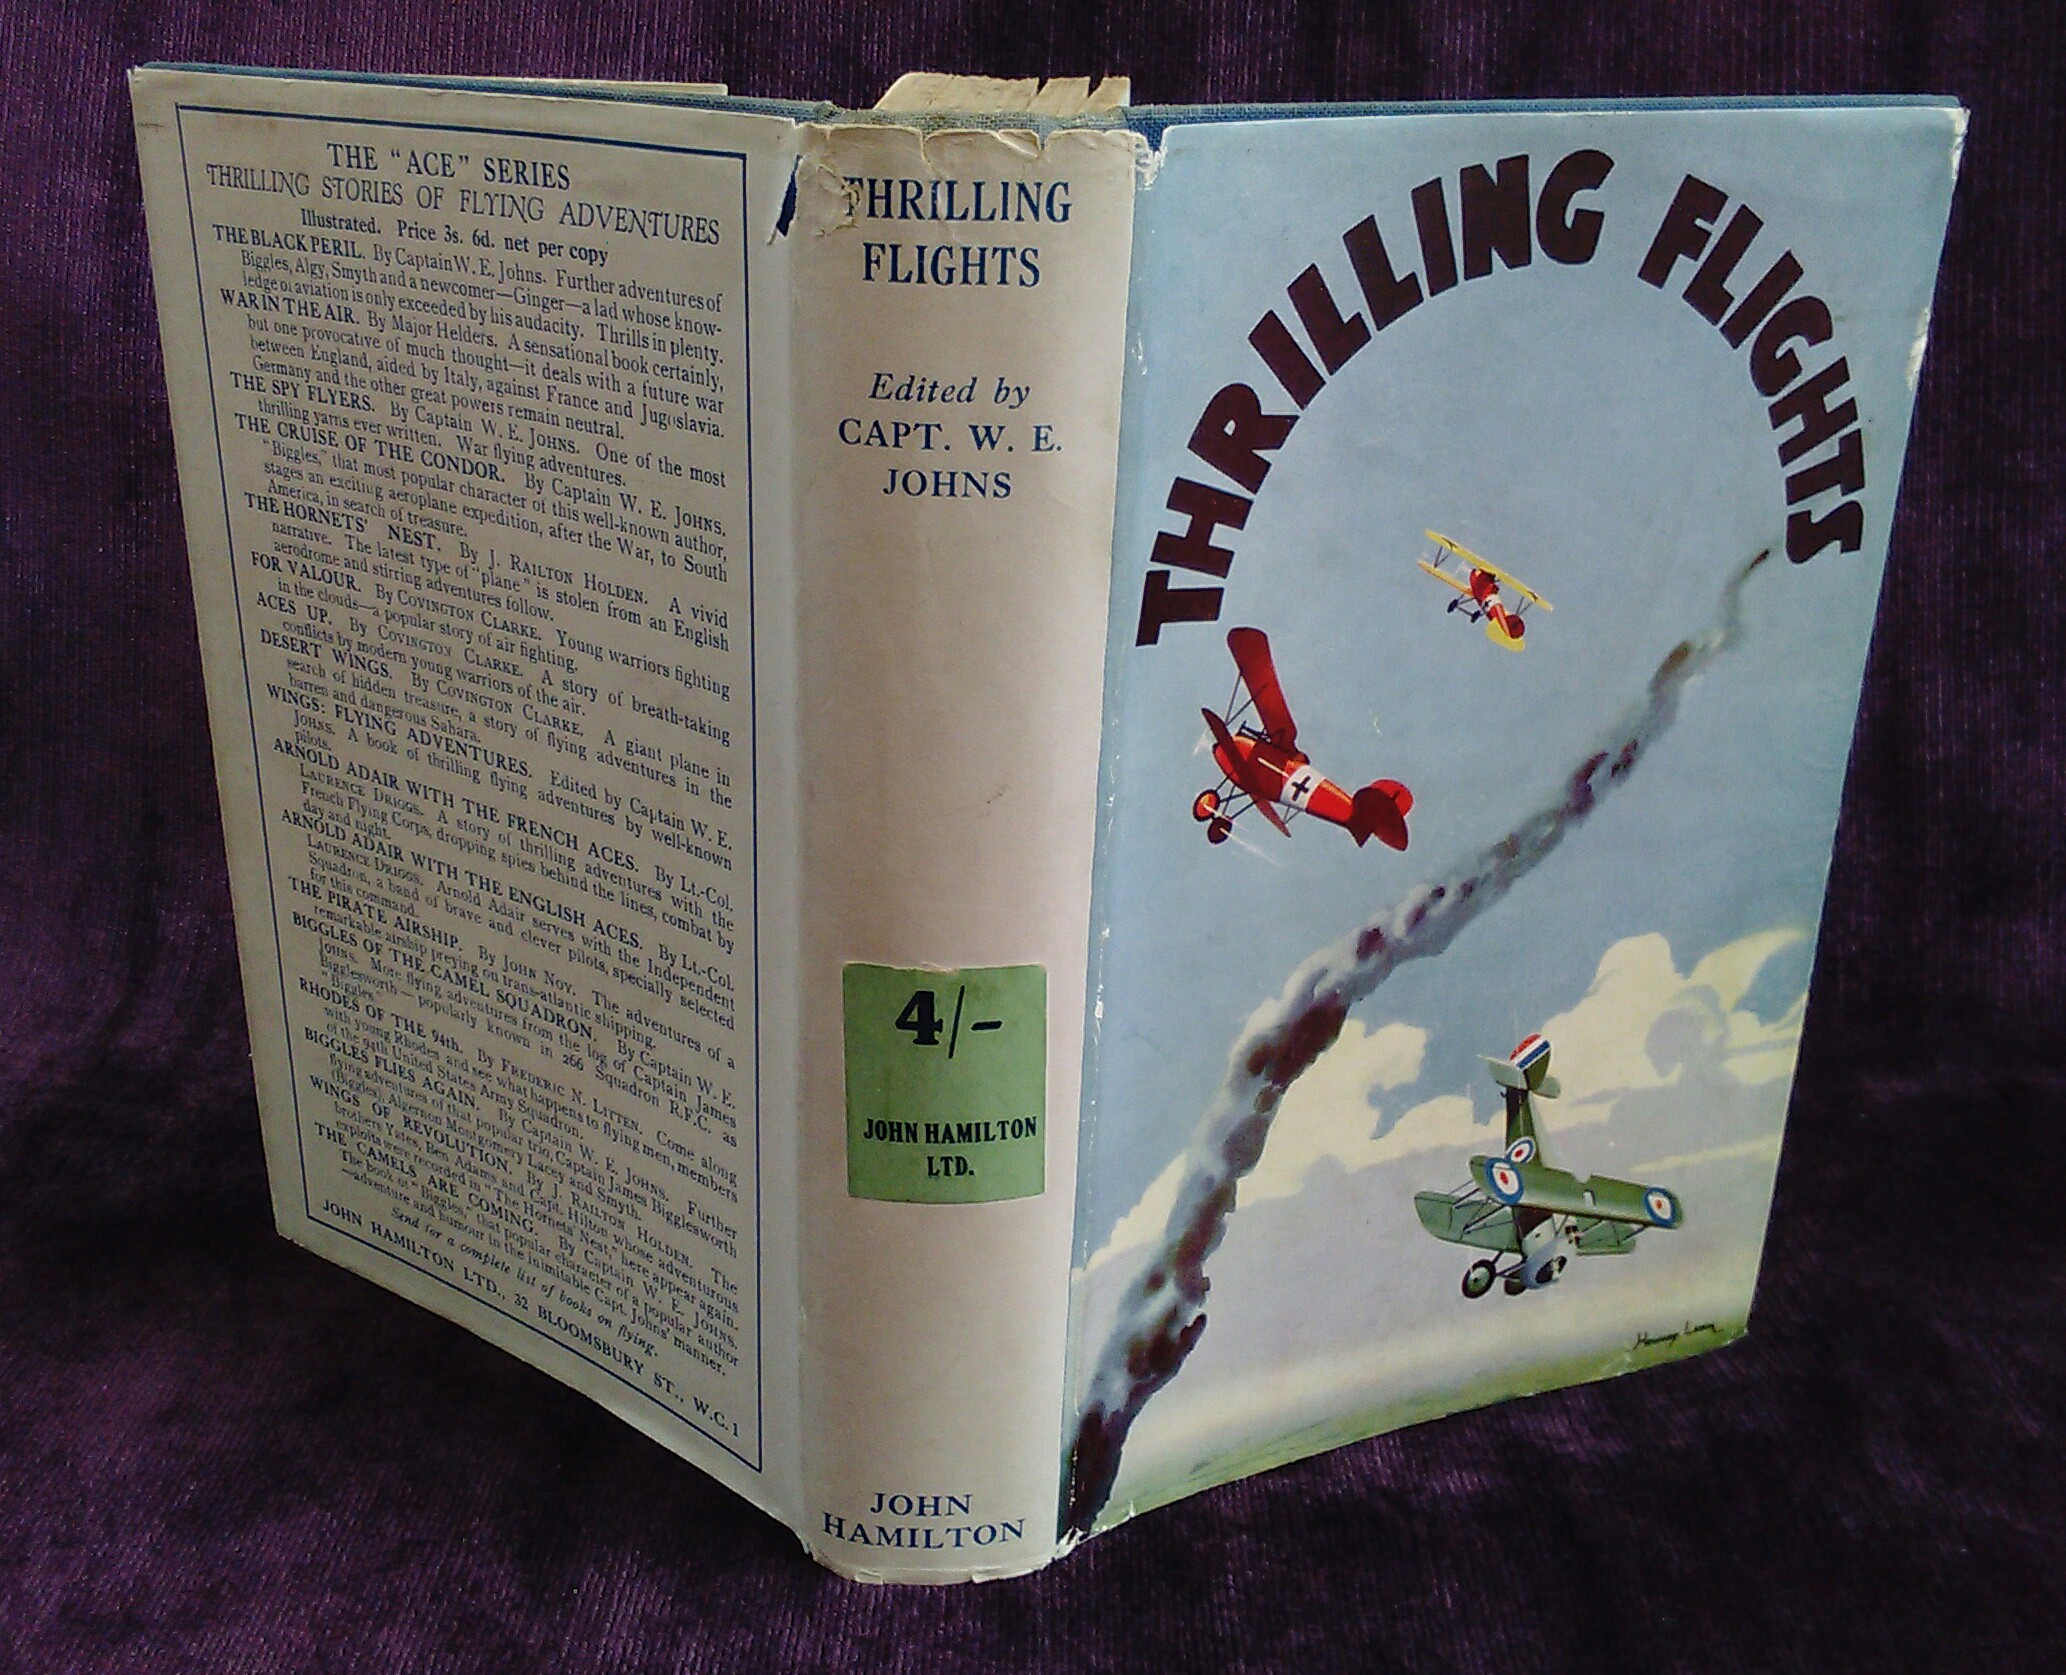 THE "ACE" SERIES
THRILLING STORIES OF FLYING ADVENTURES
Illustrated. Price 3s. 6d. net per copy
THE BLACK PERIL. By Captain W. E. Johns. Further adventures of
Biggles, Algy, Smyth and a newcomer—Ginger—a lad whose know-
ledge of aviation is only exceeded by his audacity. Thrills in plenty.
WAR IN THE AIR. By Major Helders. A sensational book certainly,
but one provocative of much thought—it deals with a future war
between England, aided by Italy, against France and Jugoslavia.
Germany and the other great powers remain neutral.
THE SPY FLYERS. By Captain W. E. JOHNS. One of the most
thrilling yarns ever written. War flying adventures.
THE CRUISE OF THE CONDOR. By Captain W. E. JOHNS.
"Biggles," that most popular character of this well-known author,
stages an exciting aeroplane expedition, after the War, to South
America, in search of treasure.
THE HORNETS' NEST. By J. RAILTON HOLDEN. A vivid
narrative. The latest type of "plane" is stolen from an English
aerodrome and stirring adventures follow.
FOR VALOUR. By COVINGTON CLARKE. Young warriors fighting
in the clouds—a popular story of air fighting.
ACES UP. By COVINGTON CLARKE. A story of breath-taking
conflicts by modern young warriors of the air.
DESERT WINGS. By COVINGTON CLARKE. A giant plane in
search of hidden treasure, a story of flying adventures in the
barren and dangerous Sahara.
WINGS: FLYING ADVENTURES. Edited by Captain W. E.
JOHNS. A book of thrilling flying adventures by well-known
pilots.
ARNOLD ADAIR WITH THE FRENCH ACES. By Lt.-Col.
LAURENCE DRIGGS. A story of thrilling adventures with the
French Flying Corps, dropping spies behind the lines, combat by
day and night.
ARNOLD ADAIR WITH THE ENGLISH ACES. By Lt.-Col.
LAURENCE DRIGGS. Arnold Adair serves with the Independent
Squadron, a band of brave and clever pilots, specially selected
for this command.
THE PIRATE AIRSHIP. By JOHN NOY. The adventures of a
remarkable airship preying on trans-atlantic shipping.
BIGGLES OF THE CAMEL SQUADRON. By Captain W. E.
JOHNS. More flying adventures from the log of Captain James
Bigglesworth—popularly known in 266 Squadron R.F.C. as
"Biggles."
RHODES OF THE 94th. By FREDERIC N. LITTEN. Come along
with young Rhodes and see what happens to flying men, members
of the 94th United States Army Squadron.
BIGGLES FLIES AGAIN. By Captain W. E. JOHNS. Further
flying adventures of that popular trio, Captain James Bigglesworth
(Biggles), Algernon Montgomery Lacey and Smyth.
WINGS OF REVOLUTION. By J. RAILTON HOLDEN. The
brothers Yates, Ben Adams and Capt. Hilton whose adventurous
exploits were recorded in "The Hornets' Nest," here appear again.
THE CAMELS ARE COMING. By Captain W. E. JOHNS.
The book of "Biggles," that popular character of a popular author
—adventure and humour in the inimitable Capt. Johns' manner.
Send for a complete list of books on flying.
JOHN HAMILTON LTD., 32 BLOOMSBURY ST., W.C.1
THRILLING
FLIGHTS
Edited by
CAPT. W. E.
JOHNS
4/-
JOHN HAMILTON
LTD.
JOHN
HAMILTON
THRILLING FLIGHTS